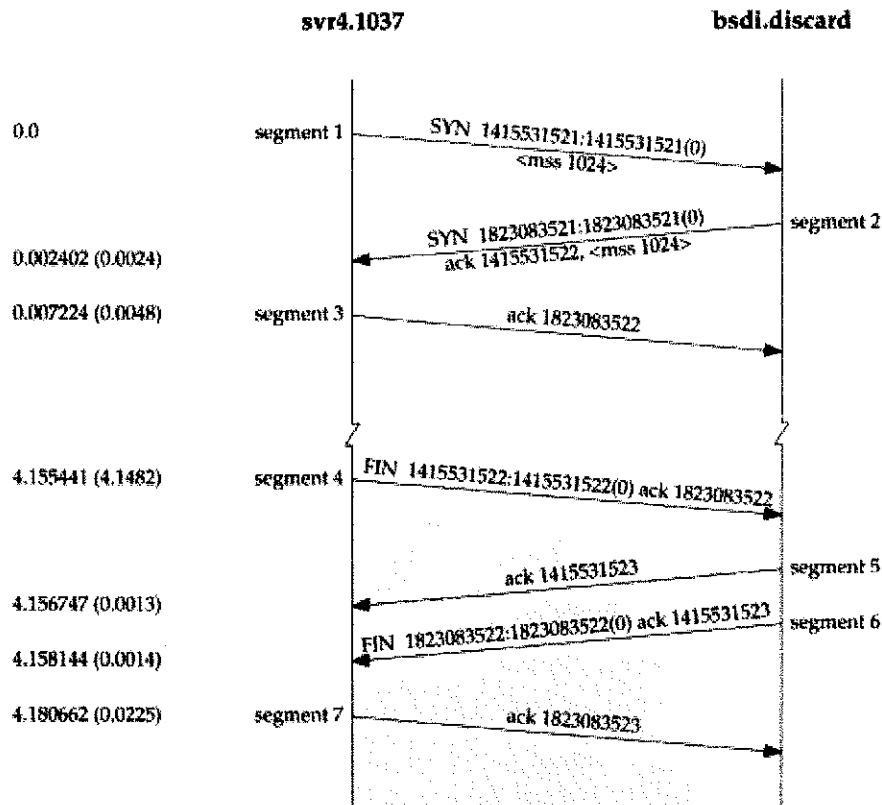 svr4.1037 bsdi.discard
0.0 segment 1 SYN 1415531521:1415531521(0)
<mss 1024>
SYN 1823083521:1823083521(0) segment 2
0.002402 (0.0024) ack 1415531522, <mss 1024>
0.007224 (0.0048) segment 3 ack 1823083522
4.155441 (4.1482) segment 4 FIN 1415531522:1415531522(0) ack 1823083522
ack 1415531523 segment 5
4.156747 (0.0013)
FIN 1823083522:1823083522(0) ack 1415531523 segment 6
4.158144 (0.0014)
4.180662 (0.0225) segment 7 ack 1823083523